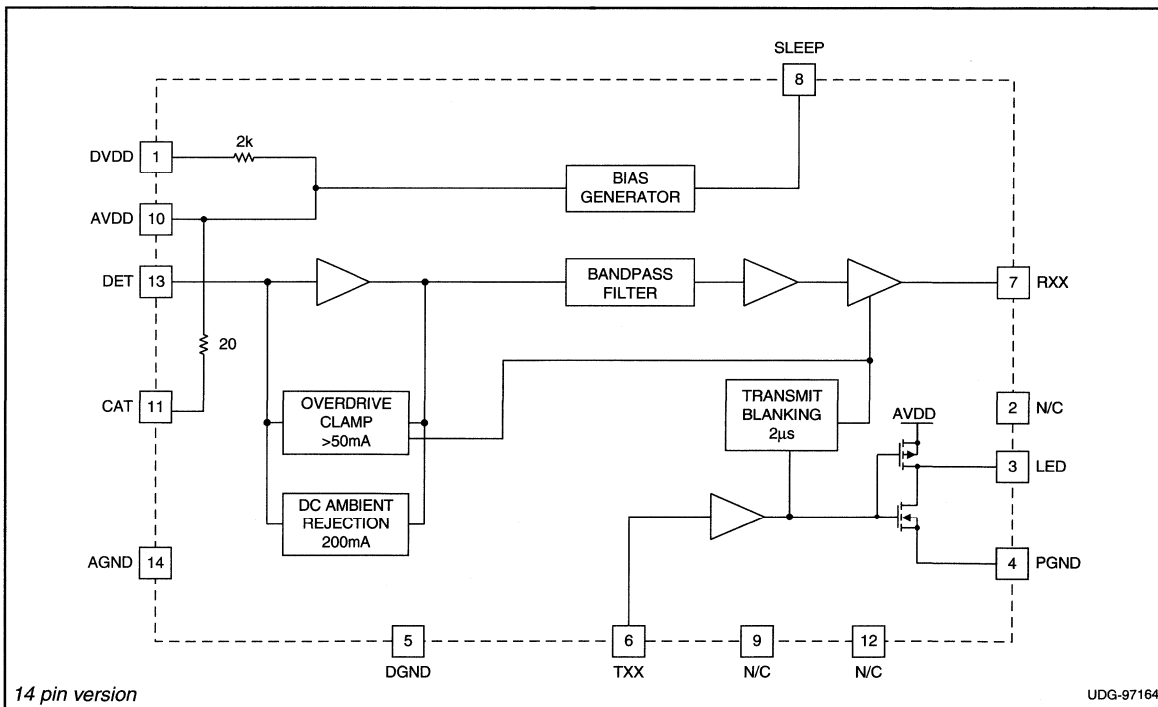 SLEEP
8
DVDD 1 2k
BIAS
GENERATOR
AVDD 10
DET 13
BANDPASS
FILTER
7 RXX
20
CAT 11
OVERDRIVE
CLAMP
>50mA
TRANSMIT
BLANKING
2µs
AVDD
2 N/C
3 LED
DC AMBIENT
REJECTION
200mA
AGND 14
4 PGND
5
DGND
6
TXX
9
N/C
12
N/C
14 pin version
UDG-97164